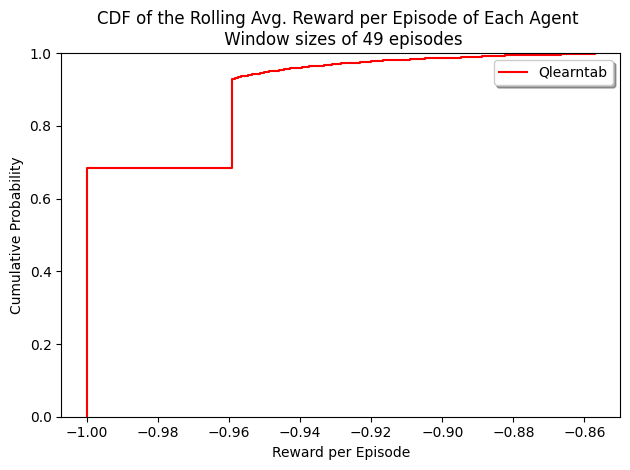 CDF of the Rolling Avg. Reward per Episode of Each Agent
Window sizes of 49 episodes
Qlearntab
Cumulative Probability
1.0
0.8
0.6
0.4
0.2
0.0
−1.00 −0.98 −0.96 −0.94 −0.92 −0.90 −0.88 −0.86
Reward per Episode